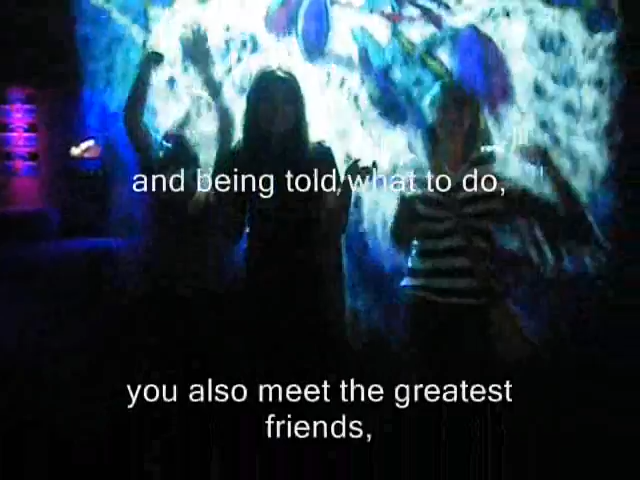 and being told what to do,
you also meet the greatest
friends,